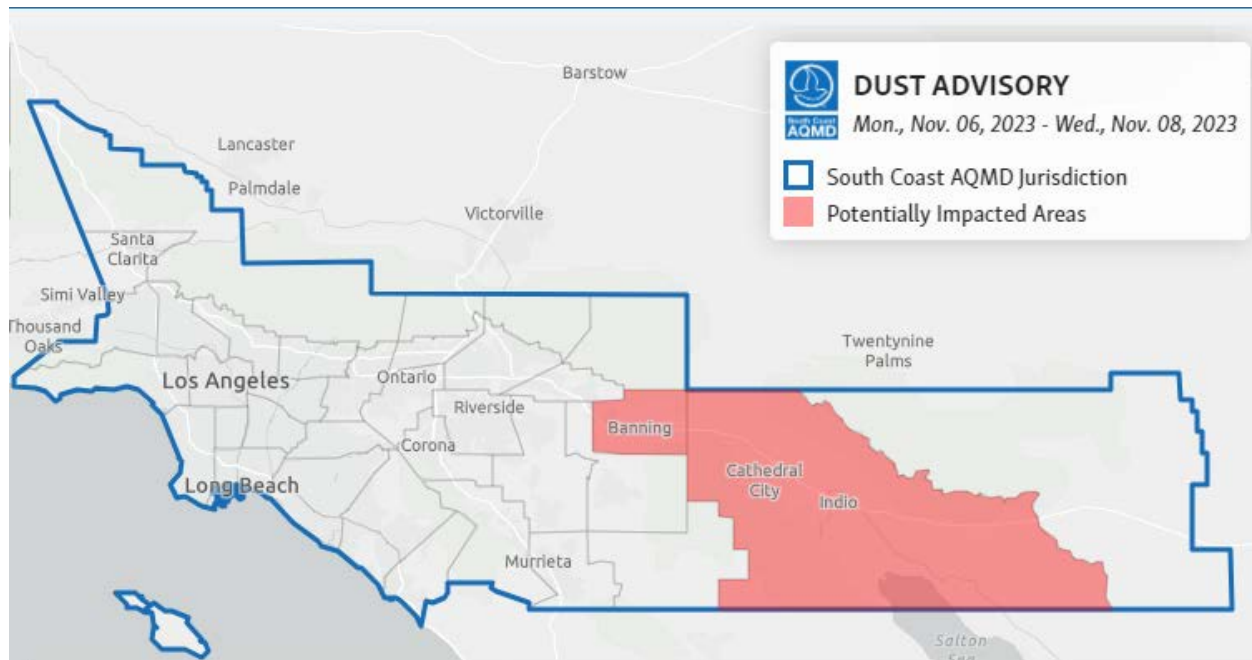 Barstow
Lancaster
Palmdale
Victorville
Santa
Clarita
Simi Valley
Thousand
Oaks
Twentynine
Palms
Los Angeles
Ontario
Riverside
Banning
Corona
Cathedral
City
Long Beach
Indio
Murrieta
Salton
Sea
South Coast
AQMD
DUST ADVISORY
Mon., Nov. 06, 2023 - Wed., Nov. 08, 2023
South Coast AQMD Jurisdiction
Potentially Impacted Areas